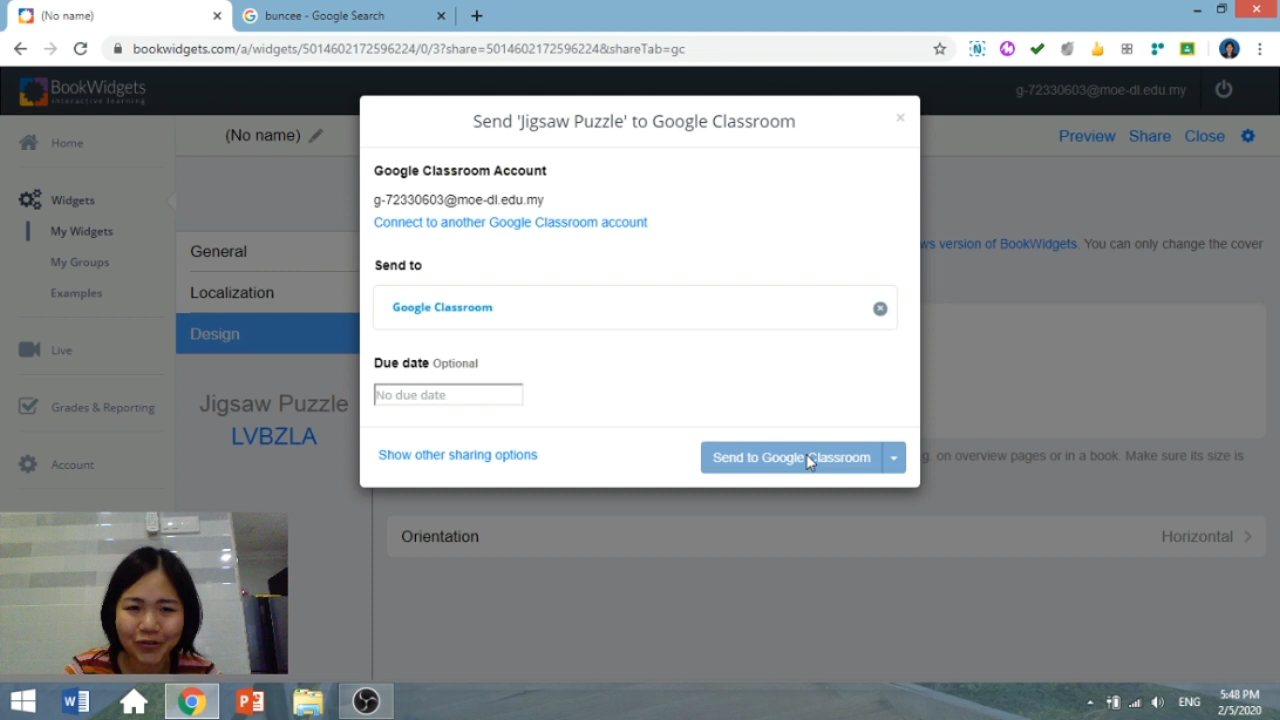 (No name)
buncee - Google Search
bookwidgets.com/a/widgets/5014602172596224/0/3?share=5014602172596224&shareTab=gc
BookWidgets
interactive learning
g-72330603@moe-dl.edu.my
Home
Widgets
My Widgets
My Groups
Examples
Live
Grades & Reporting
Account
(No name)
Preview
Share
Close
General
Localization
Design
Jigsaw Puzzle
LVBZLA
Send 'Jigsaw Puzzle' to Google Classroom
Google Classroom Account
g-72330603@moe-dl.edu.my
Connect to another Google Classroom account
Send to
Google Classroom
Due date Optional
No due date
Show other sharing options
Send to Google Classroom
ws version of BookWidgets. You can only change the cover
g. on overview pages or in a book. Make sure its size is
Orientation
Horizontal
ENG
5:48 PM
2/5/2020